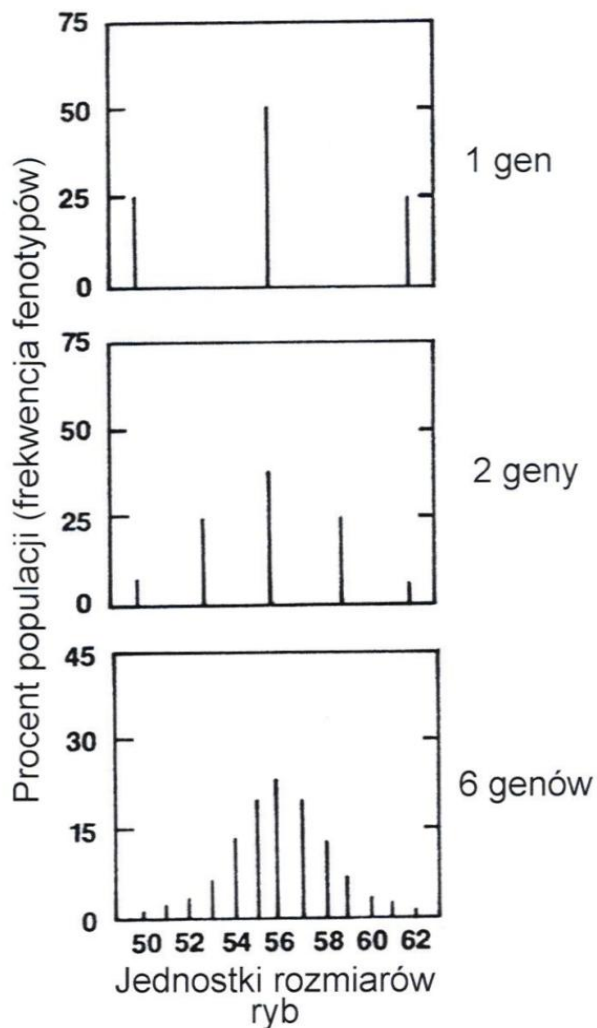 Procent populacji (frekwencja fenotypów)
75
50
25
0
1 gen
75
50
25
0
2 geny
45
30
15
0
6 genów
50 52 54 56 58 60 62
Jednostki rozmiarów
ryb